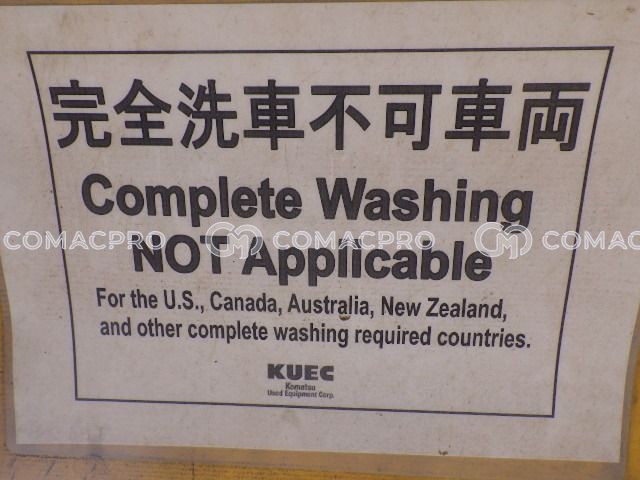 完全洗車不可車両
Complete Washing
NOT Applicable
COMACPRO COMACPRO COMACPRO
For the U.S., Canada, Australia, New Zealand,
and other complete washing required countries.
KUEC
Komatsu
Used Equipment Corp.